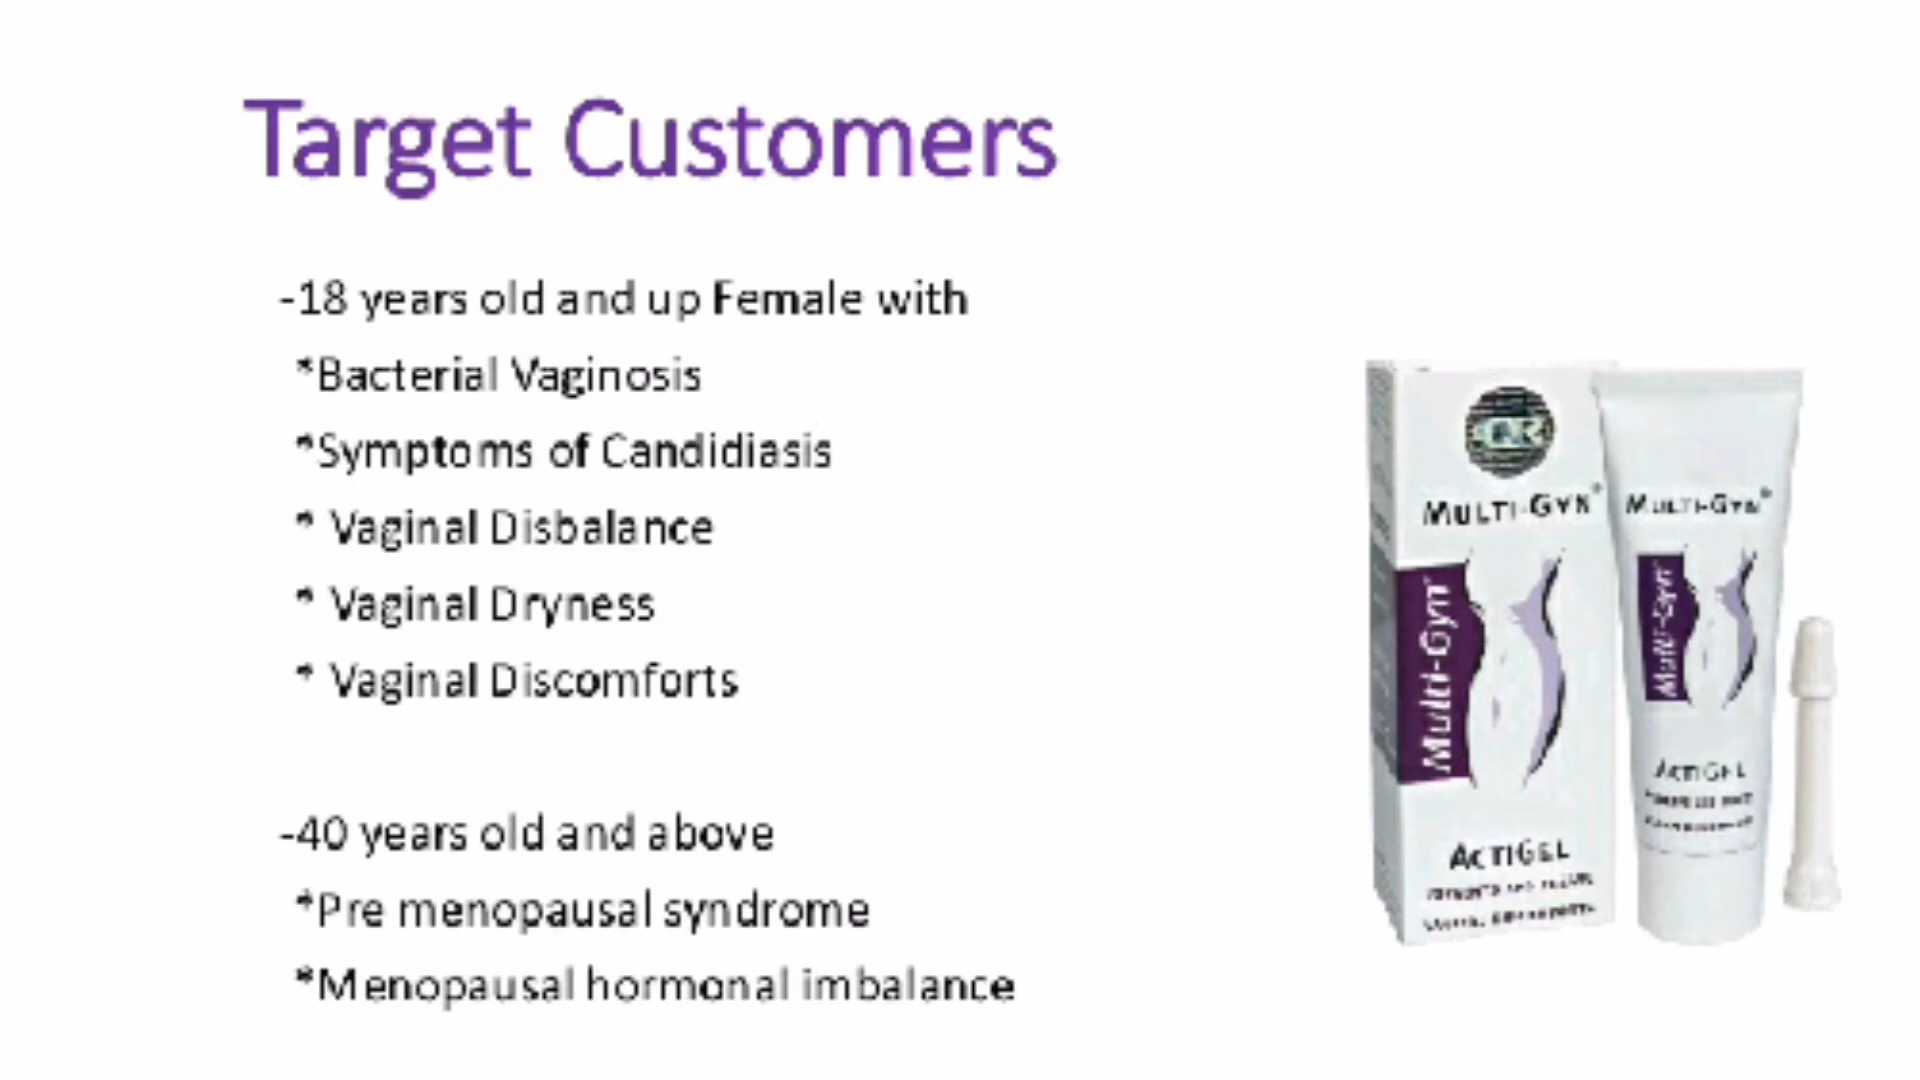 Target Customers
-18 years old and up Female with
*Bacterial Vaginosis
*Symptoms of Candidiasis
* Vaginal Disbalance
* Vaginal Dryness
* Vaginal Discomforts
-40 years old and above
*Pre menopausal syndrome
*Menopausal hormonal imbalance
MULTI-GYN®
Multi-Gyn
ACTIGEL
MULTI-GYN®
Multi-Gyn
ACTIGEL